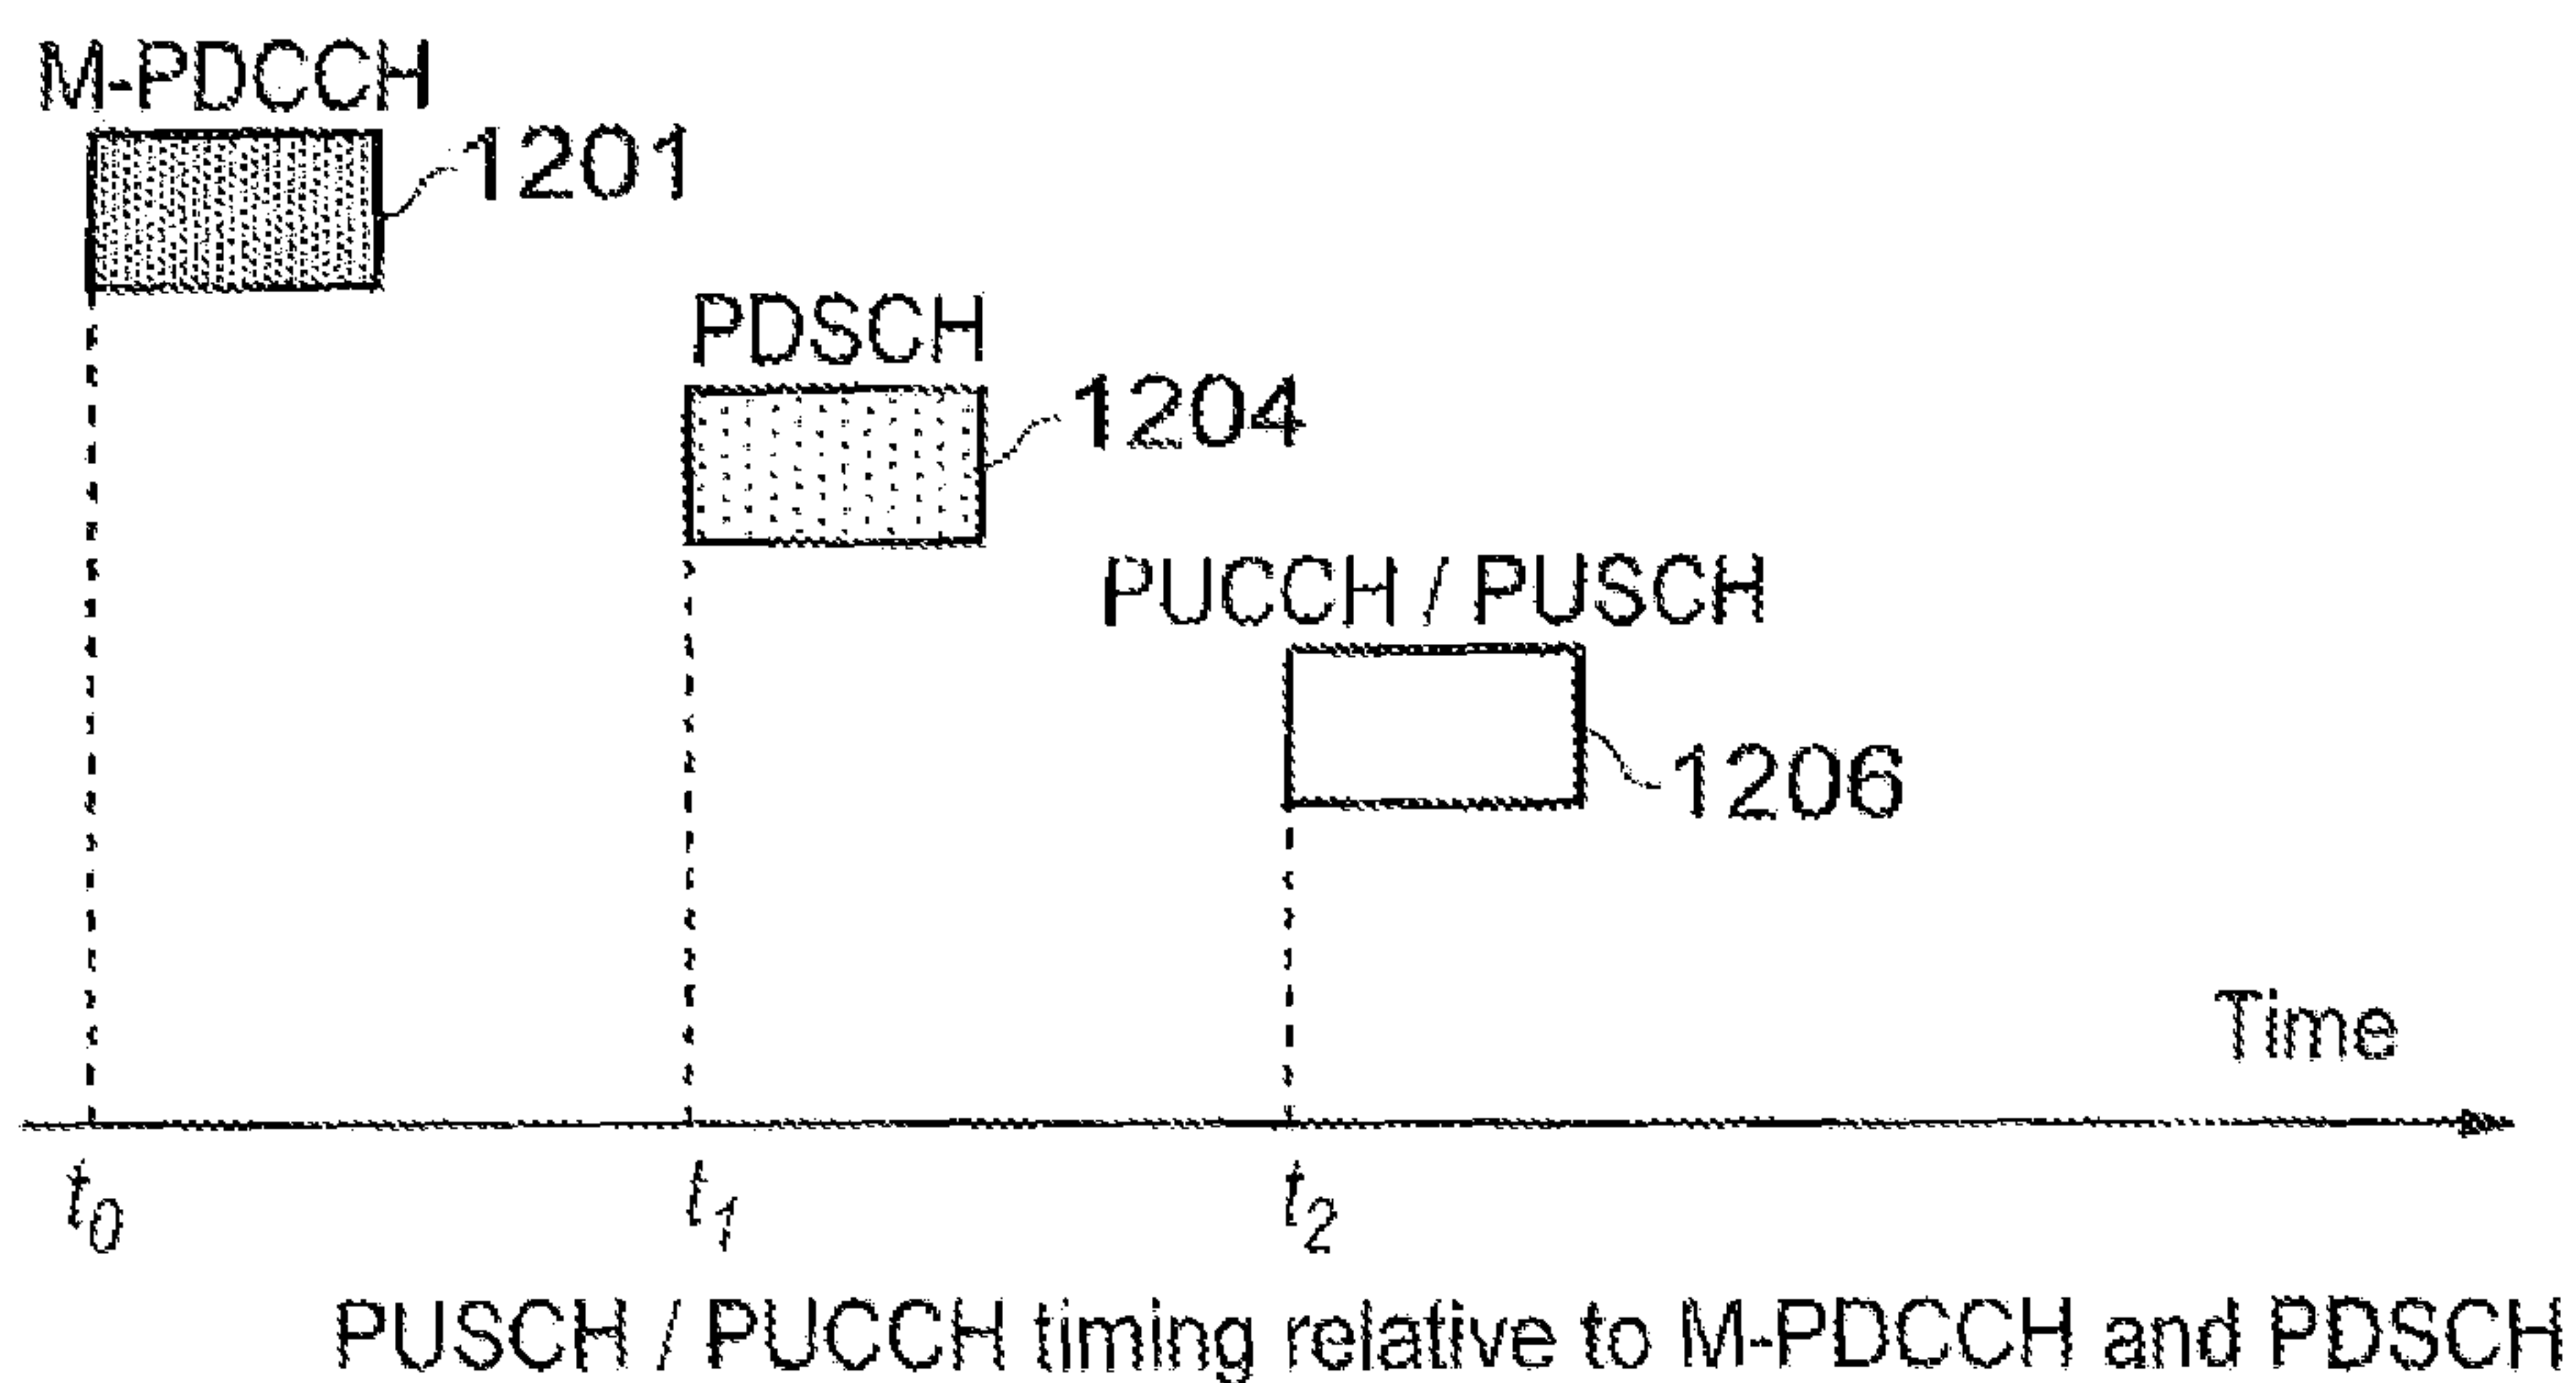 M-PDCCH
1201
PDSCH
1204
PUCCH / PUSCH
1206
Time
t0
t1
t2
PUSCH / PUCCH timing relative to M-PDCCH and PDSCH